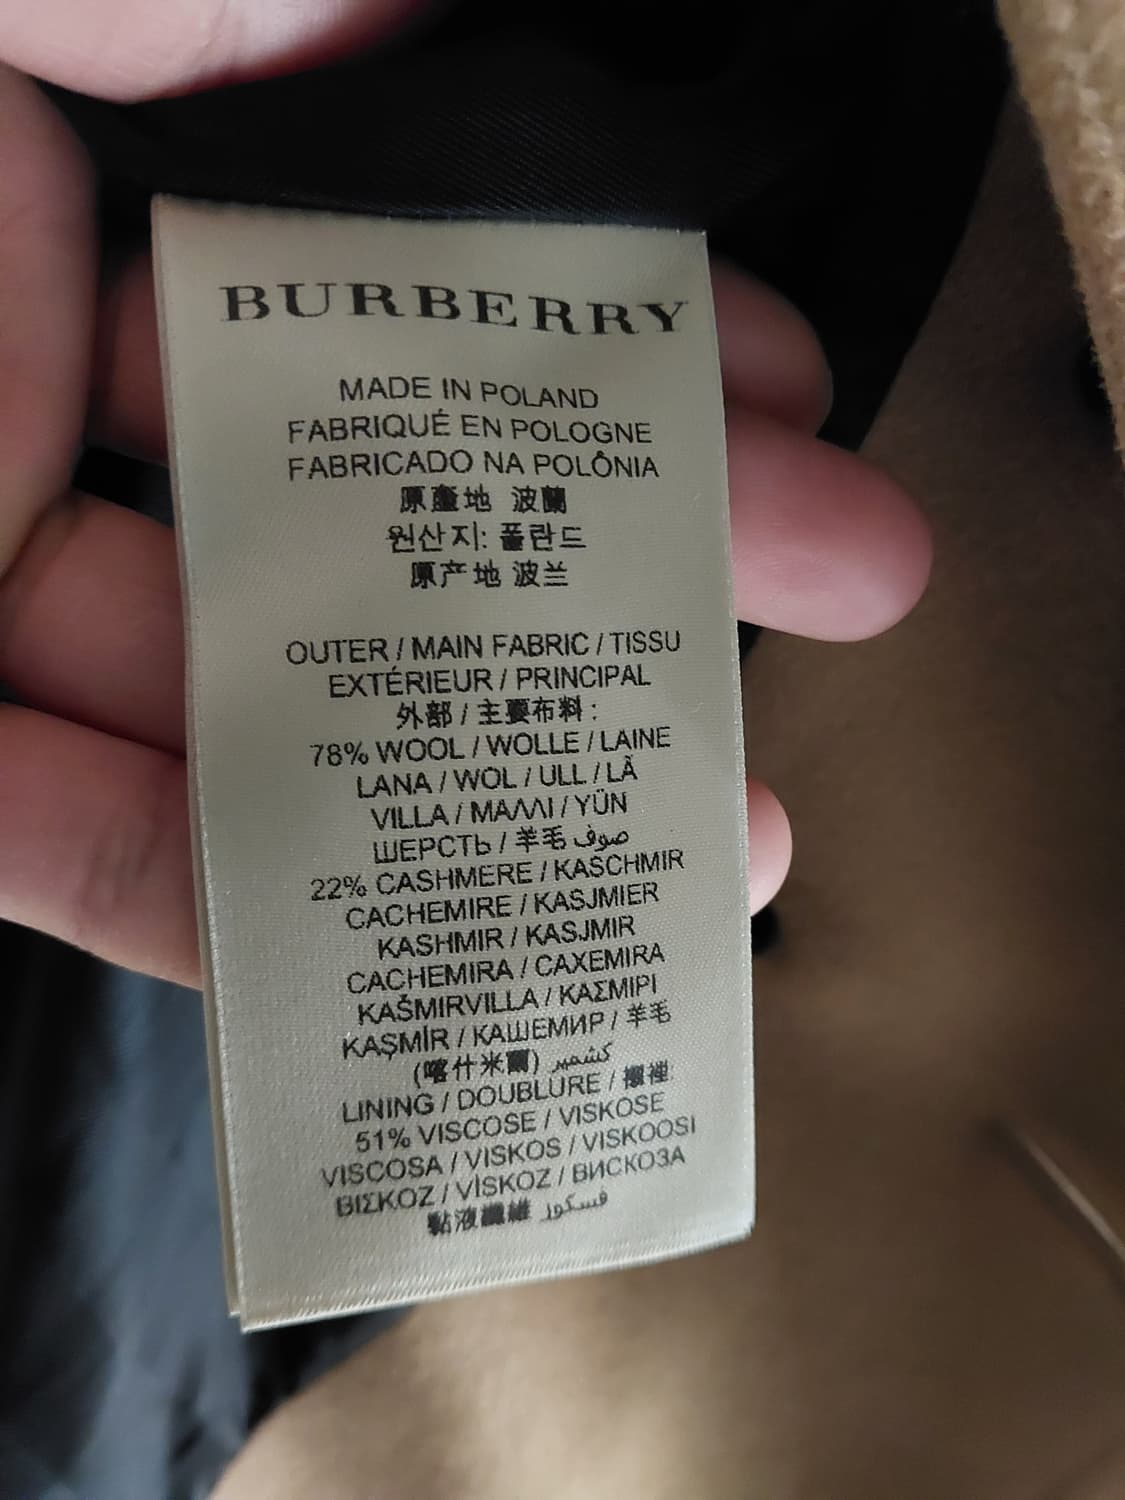 BURBERRY
MADE IN POLAND
FABRIQUÉ EN POLOGNE
FABRICADO NA POLÔNIA
原產地 波蘭
원산지: 폴란드
原产地 波兰
OUTER / MAIN FABRIC / TISSU
EXTÉRIEUR / PRINCIPAL
外部 / 主要布料 :
78% WOOL / WOLLE / LAINE
LANA / WOL / ULL / LÃ
VILLA / ΜΑΛΛΙ / YÜN
ШЕРСТЬ / 羊毛 صوف
22% CASHMERE / KASCHMIR
CACHEMIRE / KASJMIER
KASHMIR / KASJMIR
CACHEMIRA / CAXEMIRA
KAŠMIRVILLA / ΚΑΣΜΙΡΙ
KAŞMİR / КАШЕМИР / 羊毛
(喀什米爾) كشمير
LINING / DOUBLURE / 襯裡:
51% VISCOSE / VISKOSE
VISCOSA / VISKOS / VISKOOSI
ΒΙΣΚΟΖ / VİSKOZ / ВИСКОЗА
黏液纖維 فسكوز